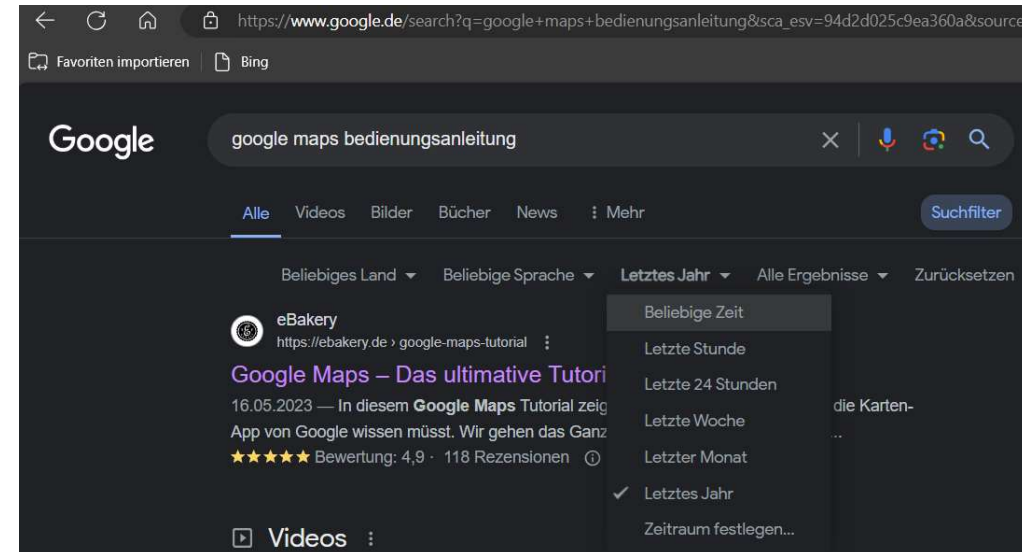 https://www.google.de/search?q=google+maps+bedienungsanleitung&sca_esv=94d2d025c9ea360a&source
Favoriten importieren Bing
Google google maps bedienungsanleitung
Alle Videos Bilder Bücher News Mehr Suchfilter
Beliebiges Land Beliebige Sprache Letztes Jahr Alle Ergebnisse Zurücksetzen
eBakery
https://ebakery.de › google-maps-tutorial
Google Maps – Das ultimative Tutori
16.05.2023 — In diesem Google Maps Tutorial zeig die Karten-
App von Google wissen müsst. Wir gehen das Ganz ...
Bewertung: 4,9 · 118 Rezensionen
Beliebige Zeit
Letzte Stunde
Letzte 24 Stunden
Letzte Woche
Letzter Monat
Letztes Jahr
Zeitraum festlegen...
Videos